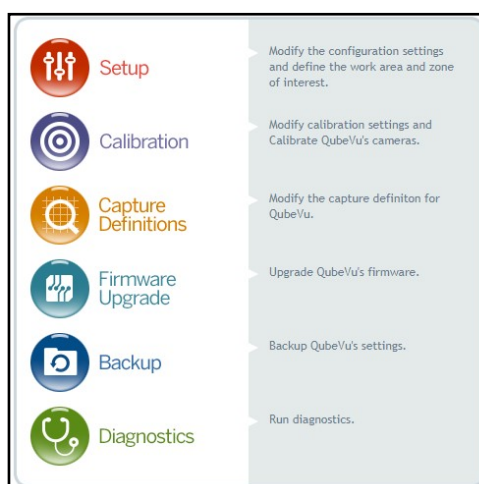 Setup
Modify the configuration settings
and define the work area and zone
of interest.
Calibration
Modify calibration settings and
Calibrate QubeVu's cameras.
Capture
Definitions
Modify the capture definiton for
QubeVu.
Firmware
Upgrade
Upgrade QubeVu's firmware.
Backup
Backup QubeVu's settings.
Diagnostics
Run diagnostics.